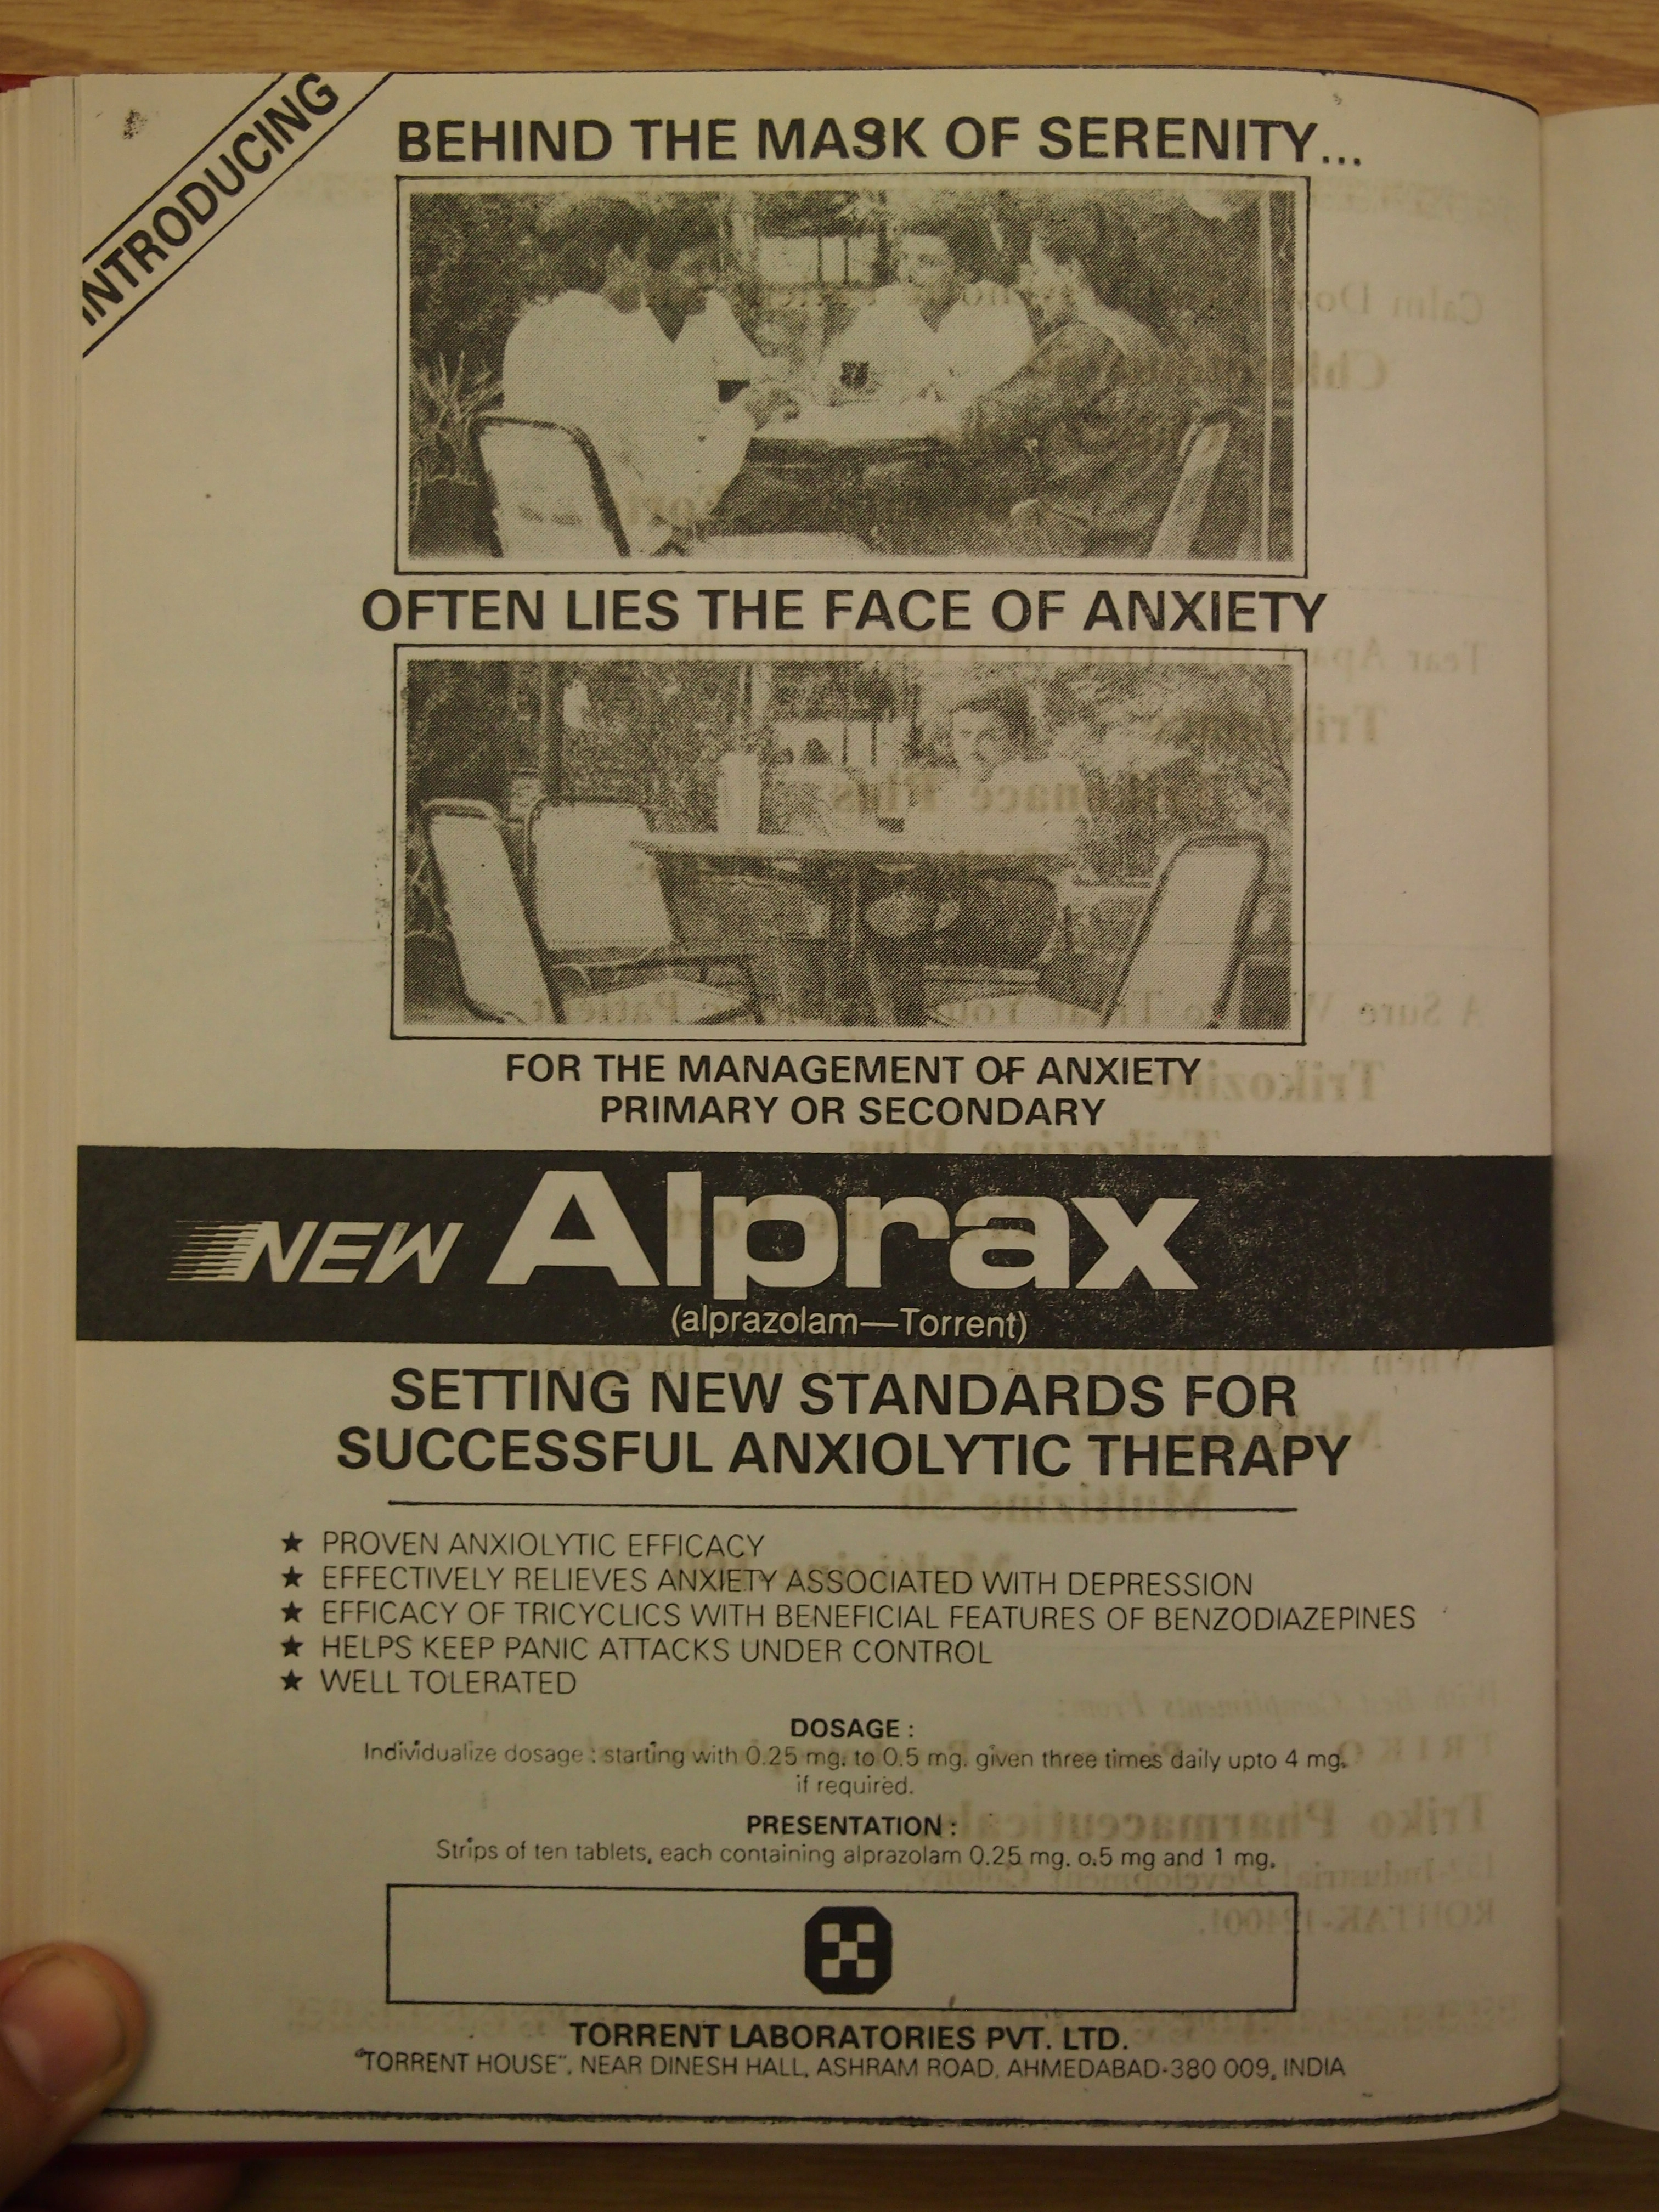 INTRODUCING
BEHIND THE MASK OF SERENITY...
OFTEN LIES THE FACE OF ANXIETY
FOR THE MANAGEMENT OF ANXIETY
PRIMARY OR SECONDARY
NEW Alprax
(alprazolam—Torrent)
SETTING NEW STANDARDS FOR
SUCCESSFUL ANXIOLYTIC THERAPY
★ PROVEN ANXIOLYTIC EFFICACY
★ EFFECTIVELY RELIEVES ANXIETY ASSOCIATED WITH DEPRESSION
★ EFFICACY OF TRICYCLICS WITH BENEFICIAL FEATURES OF BENZODIAZEPINES
★ HELPS KEEP PANIC ATTACKS UNDER CONTROL
★ WELL TOLERATED
DOSAGE :
Individualize dosage : starting with 0.25 mg. to 0.5 mg. given three times daily upto 4 mg.
if required.
PRESENTATION :
Strips of ten tablets, each containing alprazolam 0.25 mg. o.5 mg and 1 mg.
TORRENT LABORATORIES PVT. LTD.
"TORRENT HOUSE", NEAR DINESH HALL, ASHRAM ROAD, AHMEDABAD-380 009, INDIA